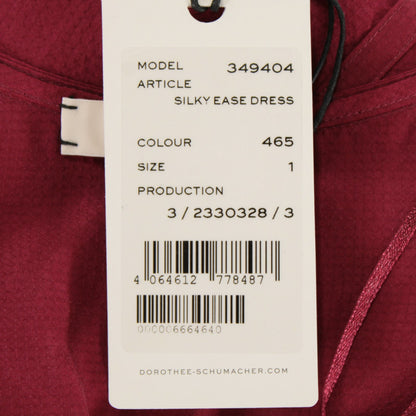 MODEL 349404
ARTICLE
SILKY EASE DRESS
COLOUR 465
SIZE 1
PRODUCTION
3 / 2330328 / 3
4 064612 778487
000006664640
DOROTHEE-SCHUMACHER.COM